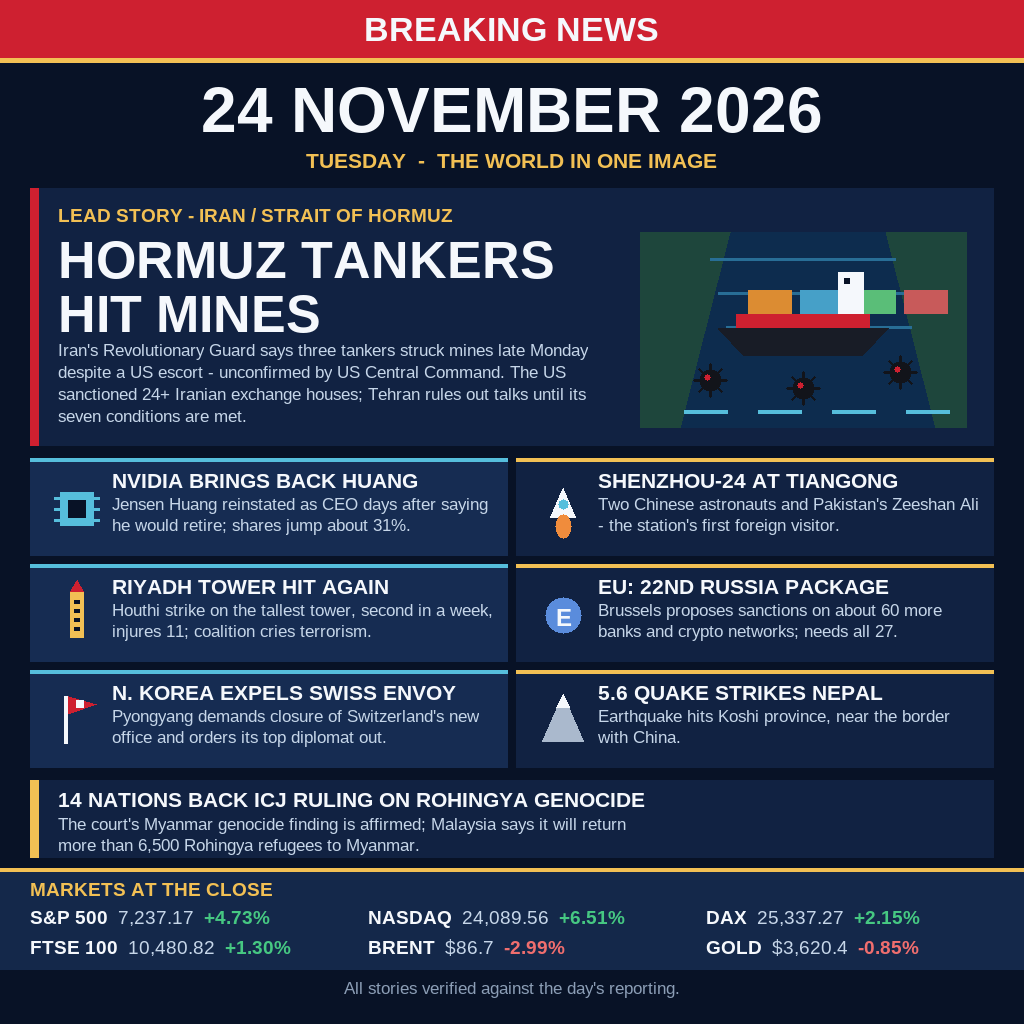 BREAKING NEWS
24 NOVEMBER 2026
TUESDAY - THE WORLD IN ONE IMAGE
LEAD STORY - IRAN / STRAIT OF HORMUZ
HORMUZ TANKERS
HIT MINES
Iran's Revolutionary Guard says three tankers struck mines late Monday
despite a US escort - unconfirmed by US Central Command. The US
sanctioned 24+ Iranian exchange houses; Tehran rules out talks until its
seven conditions are met.
NVIDIA BRINGS BACK HUANG
Jensen Huang reinstated as CEO days after saying
he would retire; shares jump about 31%.
SHENZHOU-24 AT TIANGONG
Two Chinese astronauts and Pakistan's Zeeshan Ali
- the station's first foreign visitor.
RIYADH TOWER HIT AGAIN
Houthi strike on the tallest tower, second in a week,
injures 11; coalition cries terrorism.
E
EU: 22ND RUSSIA PACKAGE
Brussels proposes sanctions on about 60 more
banks and crypto networks; needs all 27.
N. KOREA EXPELS SWISS ENVOY
Pyongyang demands closure of Switzerland's new
office and orders its top diplomat out.
5.6 QUAKE STRIKES NEPAL
Earthquake hits Koshi province, near the border
with China.
14 NATIONS BACK ICJ RULING ON ROHINGYA GENOCIDE
The court's Myanmar genocide finding is affirmed; Malaysia says it will return
more than 6,500 Rohingya refugees to Myanmar.
MARKETS AT THE CLOSE
S&P 500 7,237.17 +4.73% NASDAQ 24,089.56 +6.51% DAX 25,337.27 +2.15%
FTSE 100 10,480.82 +1.30% BRENT $86.7 -2.99% GOLD $3,620.4 -0.85%
All stories verified against the day's reporting.